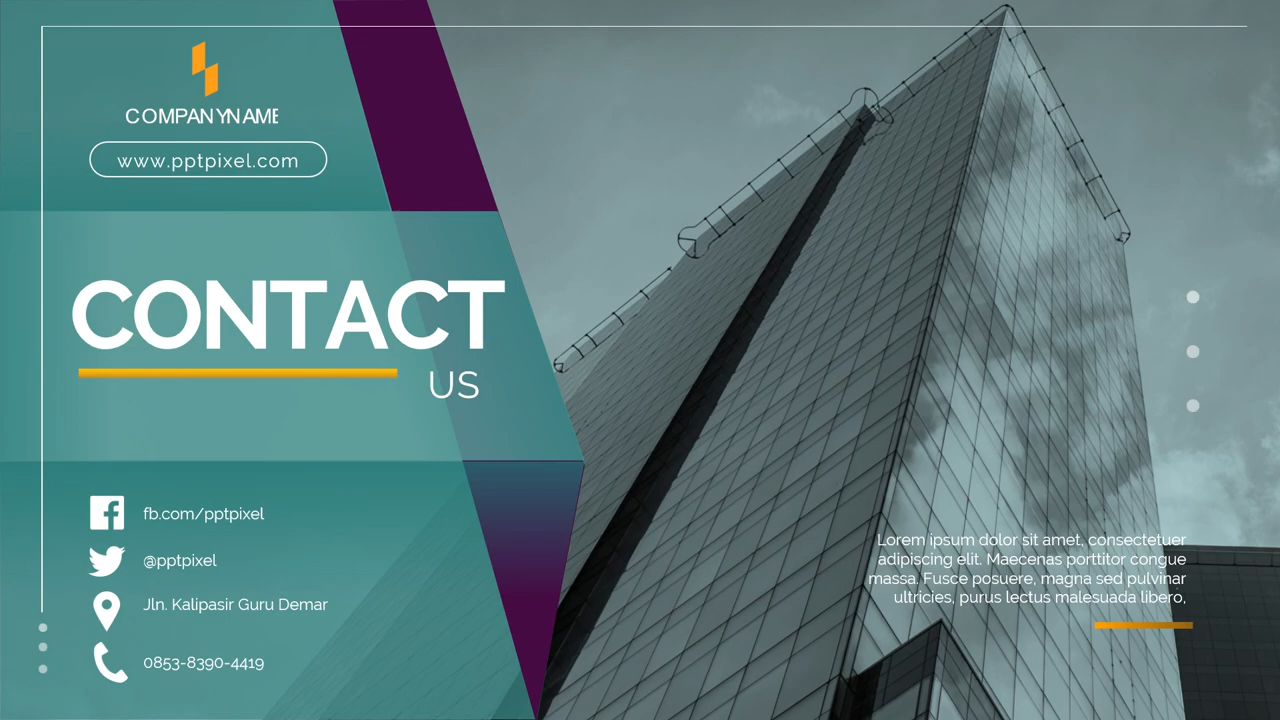 COMPANYNAME
www.pptpixel.com
CONTACT
US
fb.com/pptpixel
@pptpixel
Jln. Kalipasir Guru Demar
0853-8390-4419
Lorem ipsum dolor sit amet, consectetuer
adipiscing elit. Maecenas porttitor congue
massa. Fusce posuere, magna sed pulvinar
ultricies, purus lectus malesuada libero,